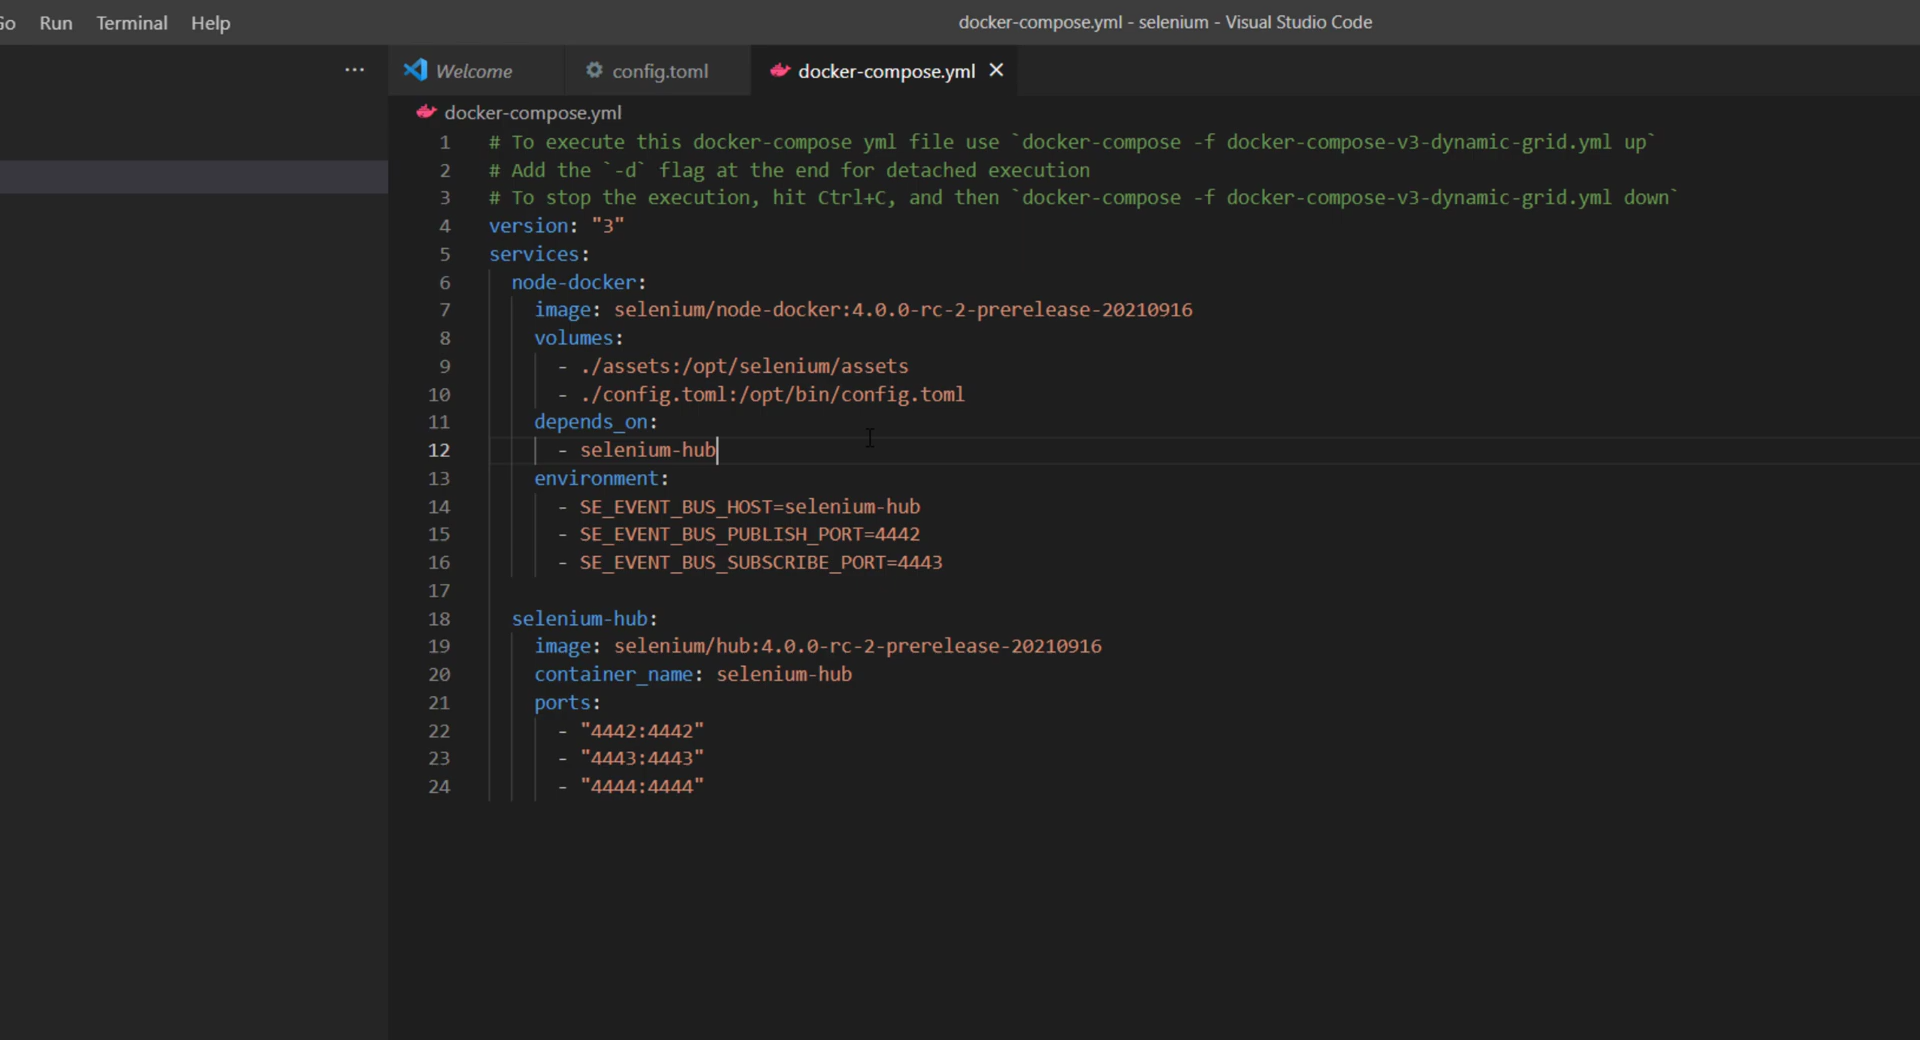 Run Terminal Help
docker-compose.yml - selenium - Visual Studio Code
Welcome config.toml docker-compose.yml
docker-compose.yml
1 # To execute this docker-compose yml file use `docker-compose -f docker-compose-v3-dynamic-grid.yml up`
2 # Add the `-d` flag at the end for detached execution
3 # To stop the execution, hit Ctrl+C, and then `docker-compose -f docker-compose-v3-dynamic-grid.yml down`
4 version: "3"
5 services:
6   node-docker:
7     image: selenium/node-docker:4.0.0-rc-2-prerelease-20210916
8     volumes:
9       - ./assets:/opt/selenium/assets
10       - ./config.toml:/opt/bin/config.toml
11     depends_on:
12       - selenium-hub
13     environment:
14       - SE_EVENT_BUS_HOST=selenium-hub
15       - SE_EVENT_BUS_PUBLISH_PORT=4442
16       - SE_EVENT_BUS_SUBSCRIBE_PORT=4443
17
18   selenium-hub:
19     image: selenium/hub:4.0.0-rc-2-prerelease-20210916
20     container_name: selenium-hub
21     ports:
22       - "4442:4442"
23       - "4443:4443"
24       - "4444:4444"